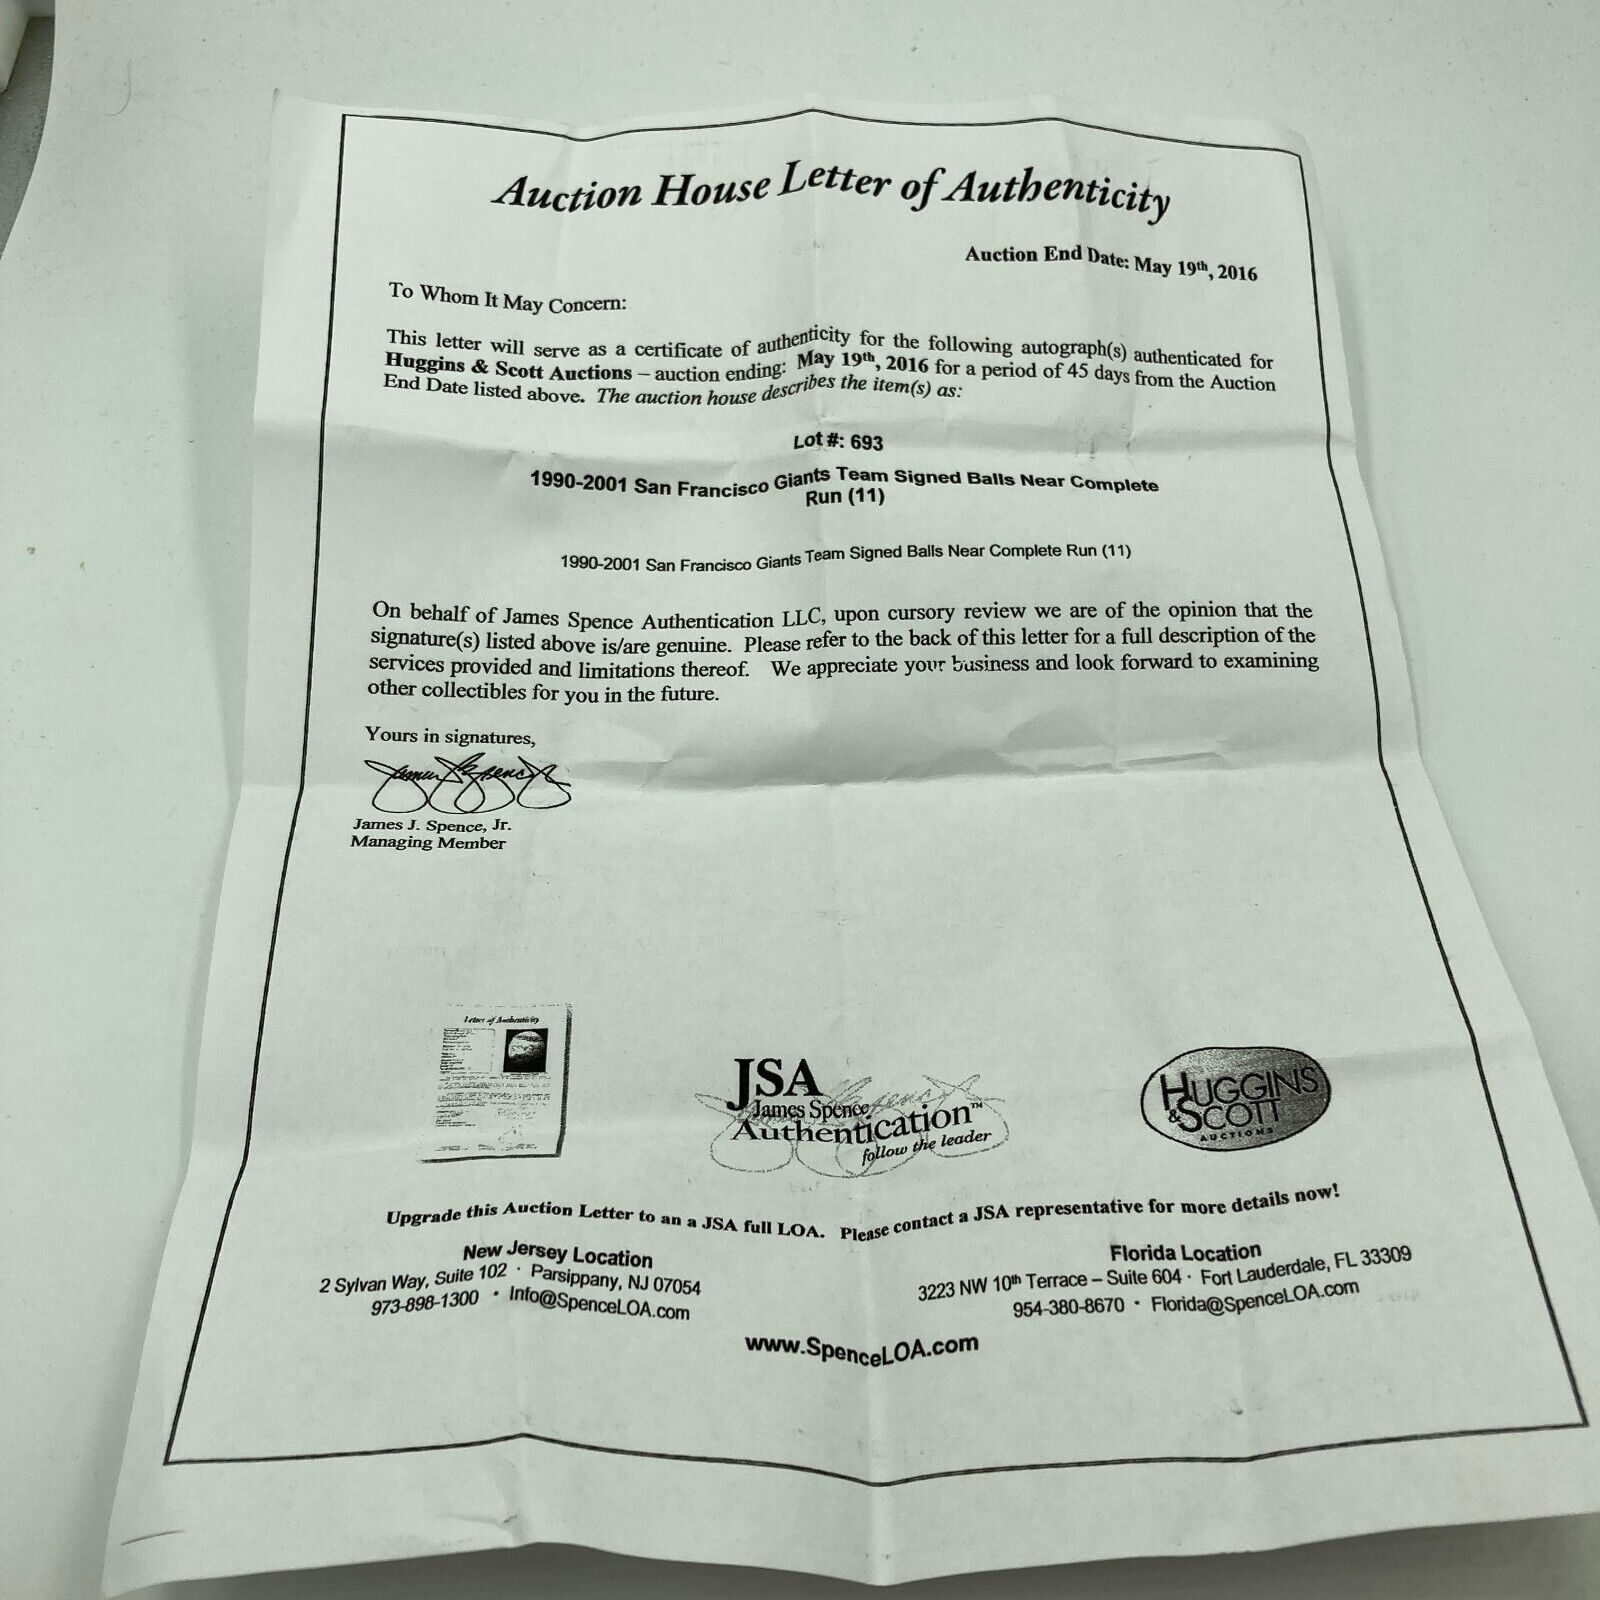 Auction House Letter of Authenticity
Auction End Date: May 19th, 2016
To Whom It May Concern:
This letter will serve as a certificate of authenticity for the following autograph(s) authenticated for
Huggins & Scott Auctions – auction ending: May 19th, 2016 for a period of 45 days from the Auction
End Date listed above. The auction house describes the item(s) as:
Lot #: 693
1990-2001 San Francisco Giants Team Signed Balls Near Complete
Run (11)
1990-2001 San Francisco Giants Team Signed Balls Near Complete Run (11)
On behalf of James Spence Authentication LLC, upon cursory review we are of the opinion that the
signature(s) listed above is/are genuine. Please refer to the back of this letter for a full description of the
services provided and limitations thereof. We appreciate your business and look forward to examining
other collectibles for you in the future.
Yours in signatures,
James J. Spence, Jr.
Managing Member
Letter of Authenticity
JSA
James Spence
Authentication™
follow the leader
HUGGINS
&SCOTT
AUCTIONS
Upgrade this Auction Letter to an a JSA full LOA. Please contact a JSA representative for more details now!
New Jersey Location
2 Sylvan Way, Suite 102 · Parsippany, NJ 07054
973-898-1300 · Info@SpenceLOA.com
Florida Location
3223 NW 10th Terrace – Suite 604 · Fort Lauderdale, FL 33309
954-380-8670 · Florida@SpenceLOA.com
www.SpenceLOA.com